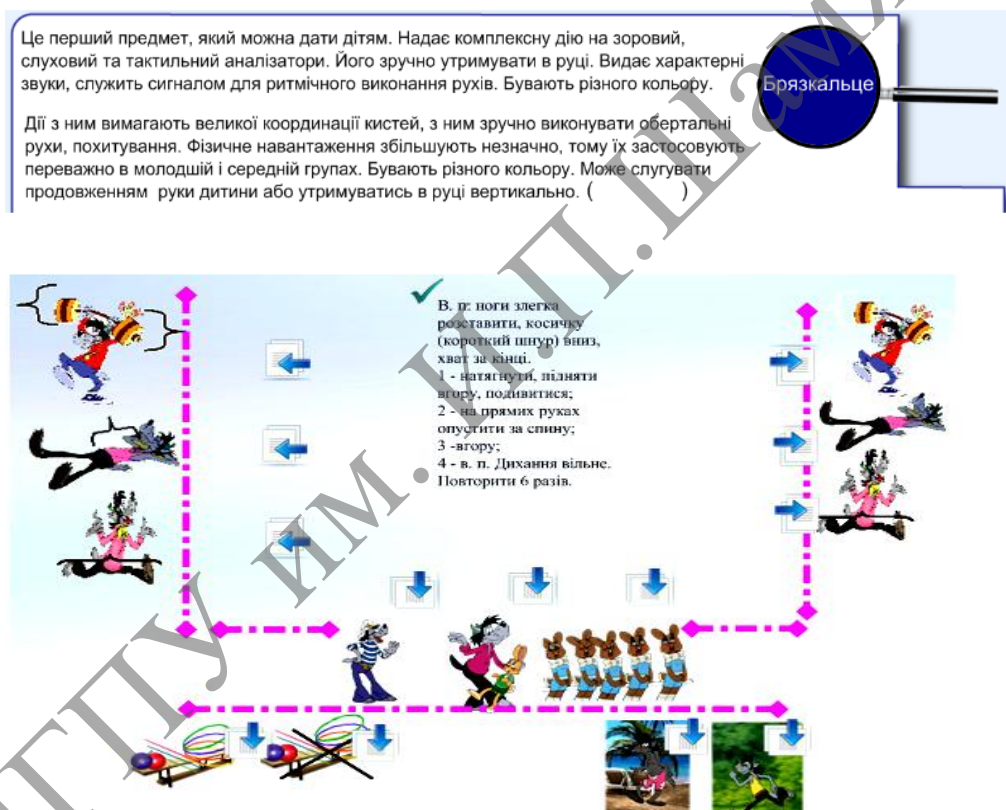 Це перший предмет, який можна дати дітям. Надає комплексну дію на зоровий,
слуховий та тактильний аналізатори. Його зручно утримувати в руці. Видає характерні
звуки, служить сигналом для ритмічного виконання рухів. Бувають різного кольору.
Брязкальце
Дії з ним вимагають великої координації кистей, з ним зручно виконувати обертальні
рухи, похитування. Фізичне навантаження збільшують незначно, тому їх застосовують
переважно в молодшій і середній групах. Бувають різного кольору. Може слугувати
продовженням руки дитини або утримуватись в руці вертикально. ( )
В. п: ноги злегка
розставити, косичку
(короткий шнур) вниз,
хват за кінці.
1 - натягнути, підняти
вгору, подивитися;
2 - на прямих руках
опустити за спину;
3 -вгору;
4 - в. п. Дихання вільне.
Повторити 6 разів.
ГПУ им. И.П.Шамя